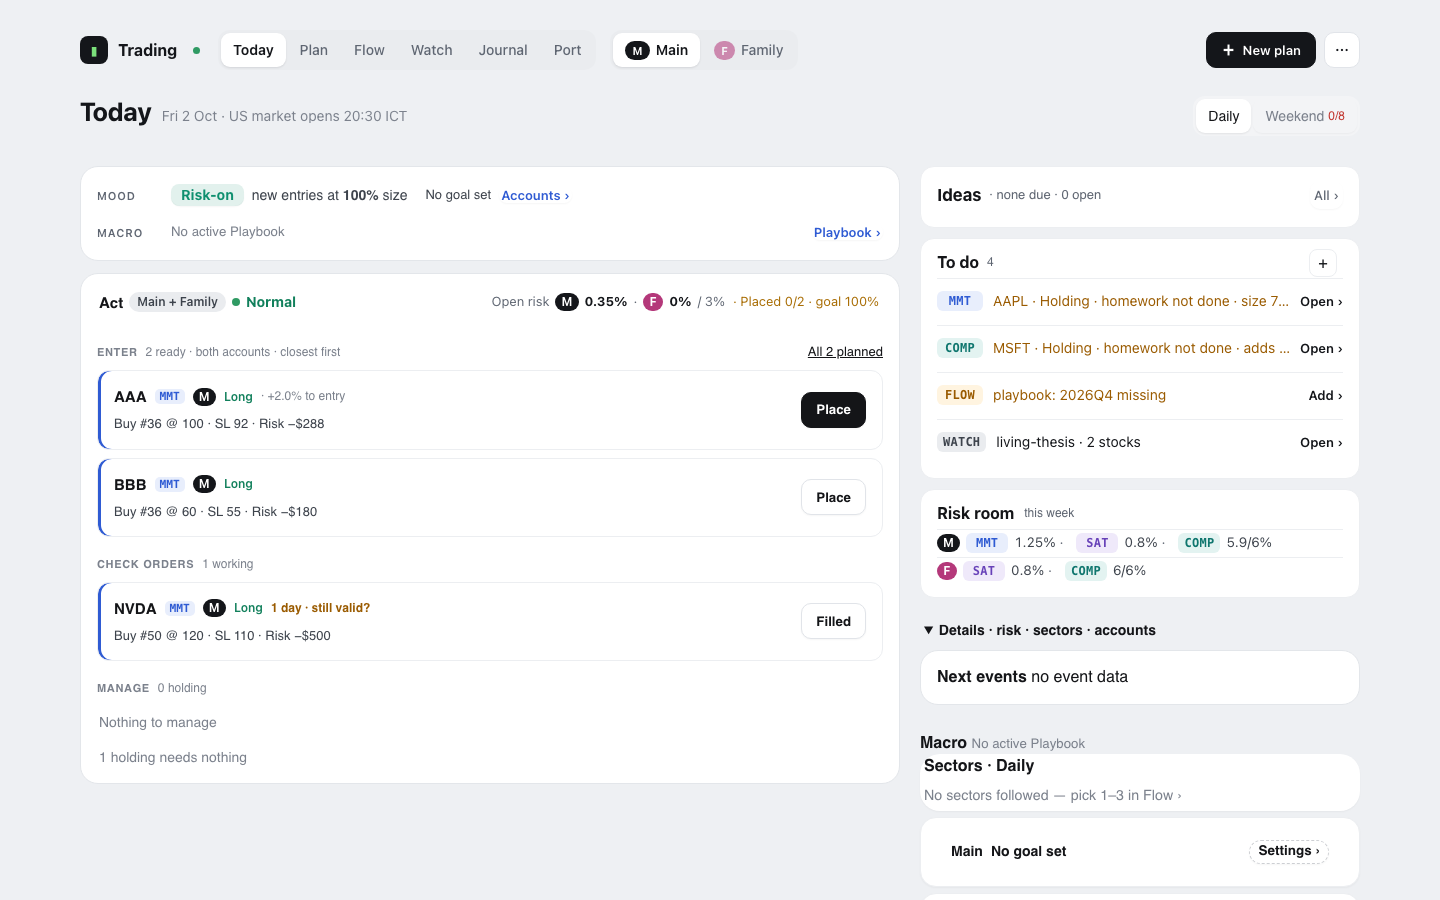 Trading
Today Plan Flow Watch Journal Port
M Main F Family
+ New plan
...
Today Fri 2 Oct · US market opens 20:30 ICT
Daily Weekend 0/8
MOOD Risk-on new entries at 100% size No goal set Accounts ›
MACRO No active Playbook Playbook ›
Act Main + Family Normal Open risk M 0.35% · F 0% / 3% · Placed 0/2 · goal 100%
ENTER 2 ready · both accounts · closest first All 2 planned
AAA MMT M Long · +2.0% to entry
Buy #36 @ 100 · SL 92 · Risk −$288
Place
BBB MMT M Long
Buy #36 @ 60 · SL 55 · Risk −$180
Place
CHECK ORDERS 1 working
NVDA MMT M Long 1 day · still valid?
Buy #50 @ 120 · SL 110 · Risk −$500
Filled
MANAGE 0 holding
Nothing to manage
1 holding needs nothing
Ideas · none due · 0 open All ›
To do 4 +
MMT AAPL · Holding · homework not done · size 7... Open ›
COMP MSFT · Holding · homework not done · adds ... Open ›
FLOW playbook: 2026Q4 missing Add ›
WATCH living-thesis · 2 stocks Open ›
Risk room this week
M MMT 1.25% · SAT 0.8% · COMP 5.9/6%
F SAT 0.8% · COMP 6/6%
▼ Details · risk · sectors · accounts
Next events no event data
Macro No active Playbook
Sectors · Daily
No sectors followed — pick 1–3 in Flow ›
Main No goal set Settings ›